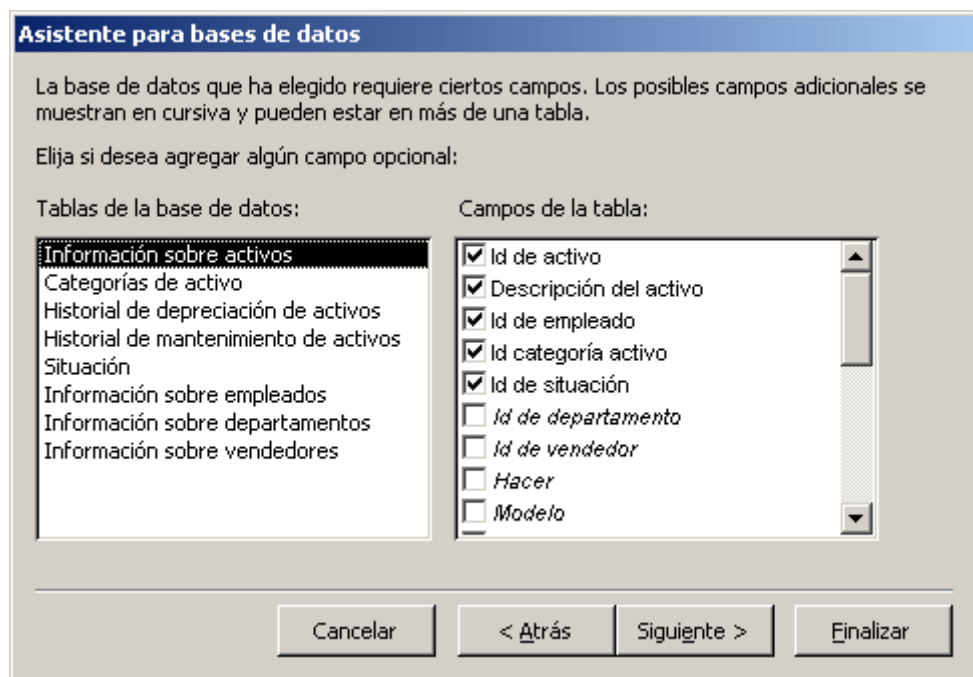 Asistente para bases de datos
La base de datos que ha elegido requiere ciertos campos. Los posibles campos adicionales se
muestran en cursiva y pueden estar en más de una tabla.
Elija si desea agregar algún campo opcional:
Tablas de la base de datos:
Información sobre activos
Categorías de activo
Historial de depreciación de activos
Historial de mantenimiento de activos
Situación
Información sobre empleados
Información sobre departamentos
Información sobre vendedores
Campos de la tabla:
Id de activo
Descripción del activo
Id de empleado
Id categoría activo
Id de situación
Id de departamento
Id de vendedor
Hacer
Modelo
Cancelar
< Atrás
Siguiente >
Finalizar